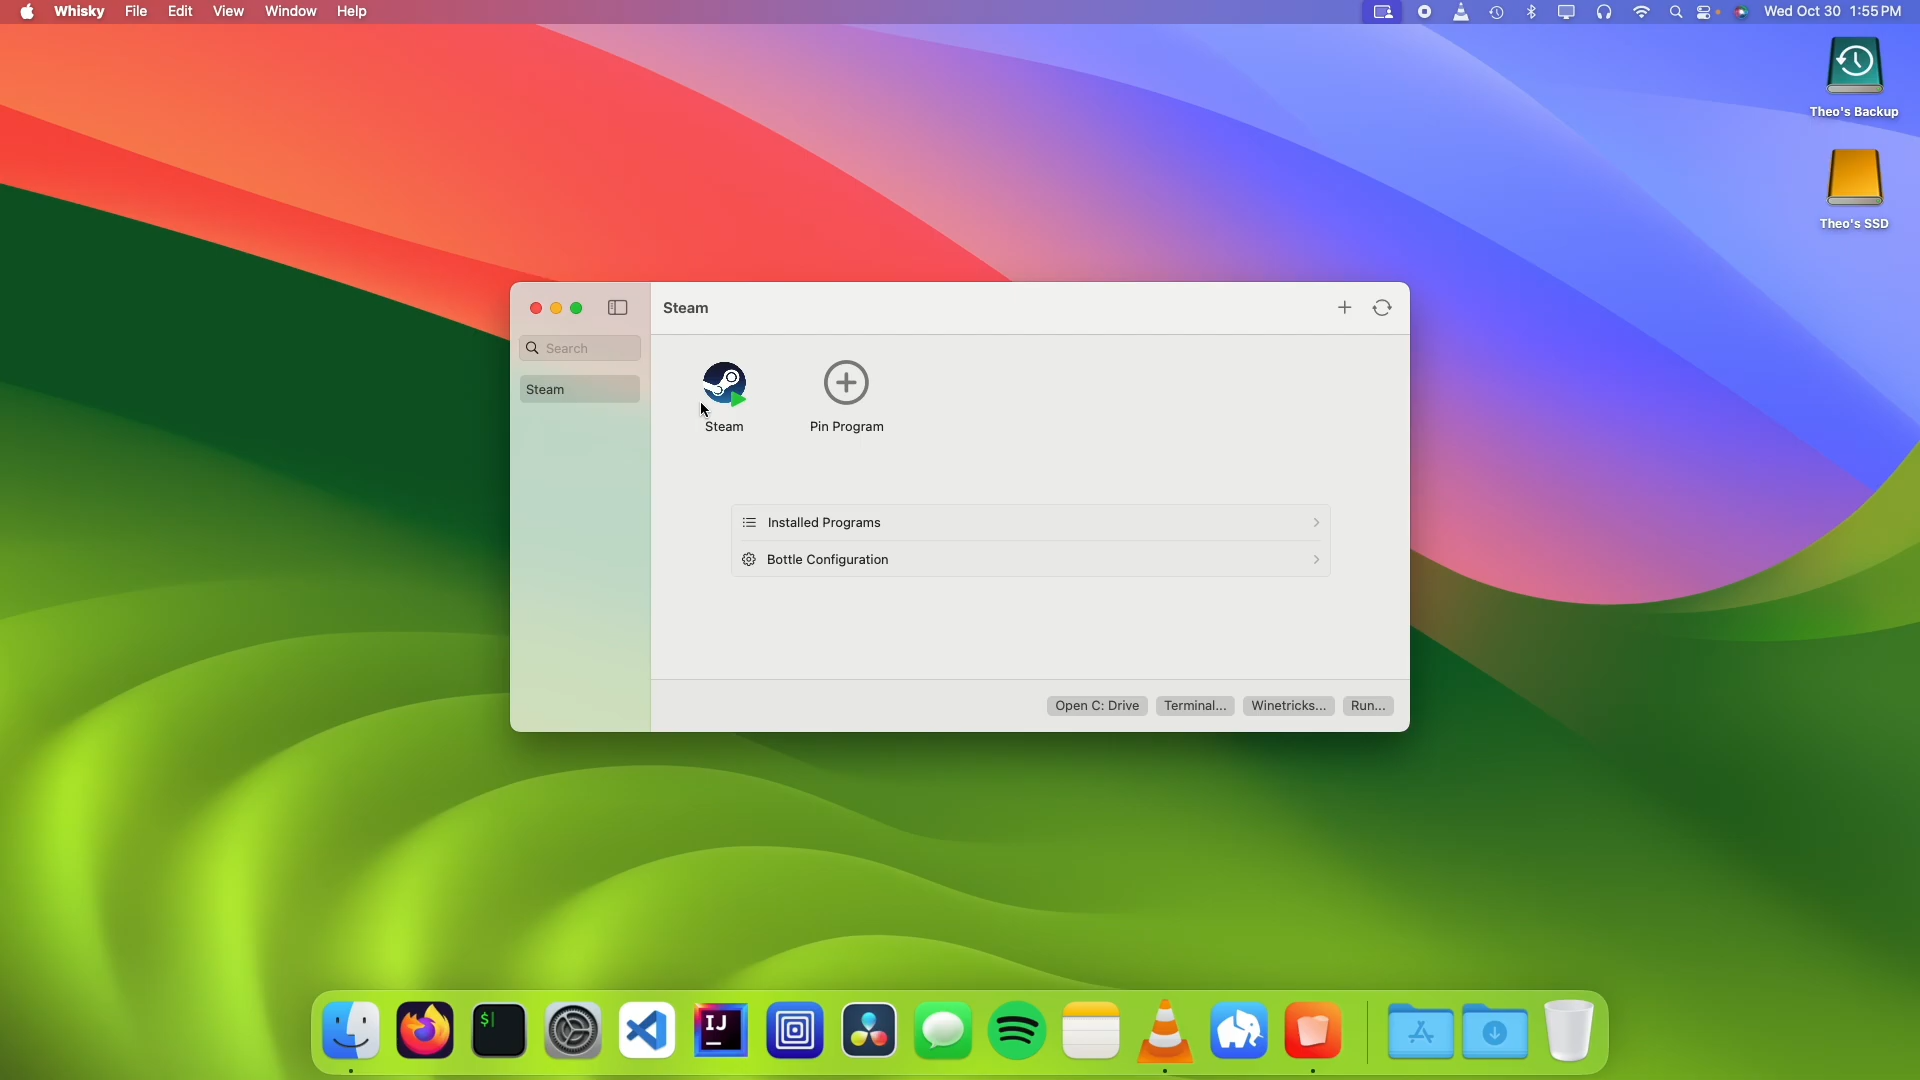 Whisky File Edit View Window Help
Wed Oct 30 1:55 PM
Theo's Backup
Theo's SSD
Steam
Search
Steam
Steam
Pin Program
Installed Programs
Bottle Configuration
Open C: Drive Terminal... Winetricks... Run...
$
IJ